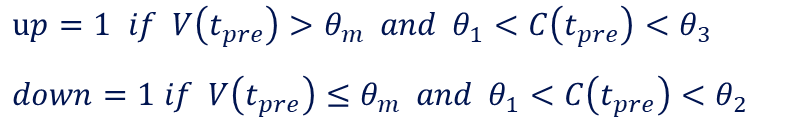 up = 1 if V(t_pre) > θ_m and θ_1 < C(t_pre) < θ_3
down = 1 if V(t_pre) ≤ θ_m and θ_1 < C(t_pre) < θ_2